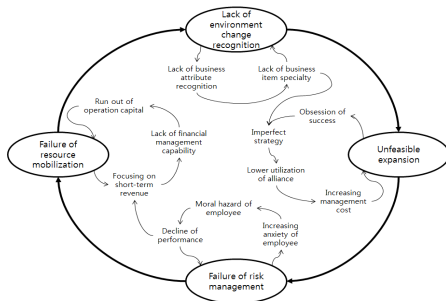 Lack of
environment
change
recognition
Lack of business
attribute
recognition
Lack of business
item specialty
Run out of
operation capital
Obsession of
success
Lack of financial
management
capability
Imperfect
strategy
Failure of
resource
mobilization
Unfeasible
expansion
Focusing on
short-term
revenue
Lower utilization
of alliance
Increasing
management
cost
Moral hazard of
employee
Decline of
performance
Increasing
anxiety of
employee
Failure of risk
management